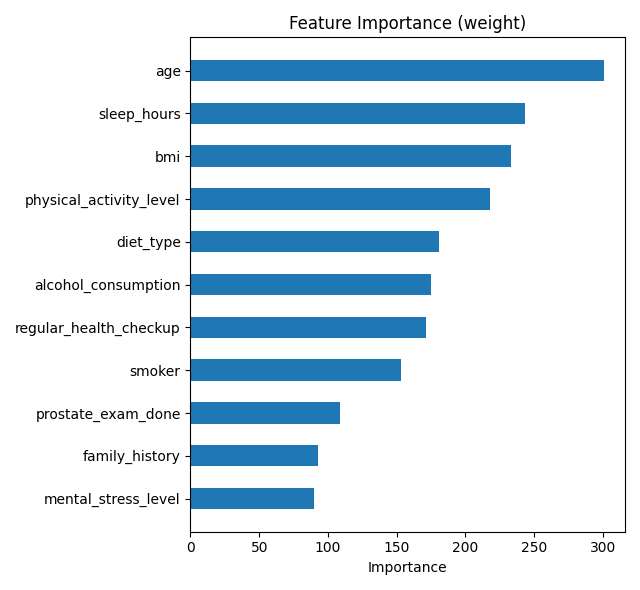 Feature Importance (weight)
age
sleep_hours
bmi
physical_activity_level
diet_type
alcohol_consumption
regular_health_checkup
smoker
prostate_exam_done
family_history
mental_stress_level
0 50 100 150 200 250 300
Importance